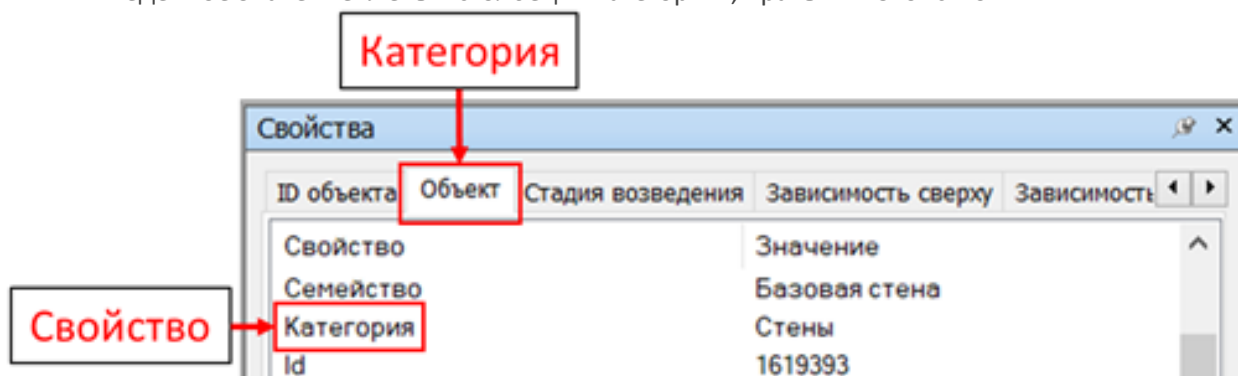 Категория
Свойства
ID объекта Объект Стадия возведения Зависимость сверху Зависимость
Свойство Значение
Семейство Базовая стена
Свойство Категория Стены
Id 1619393